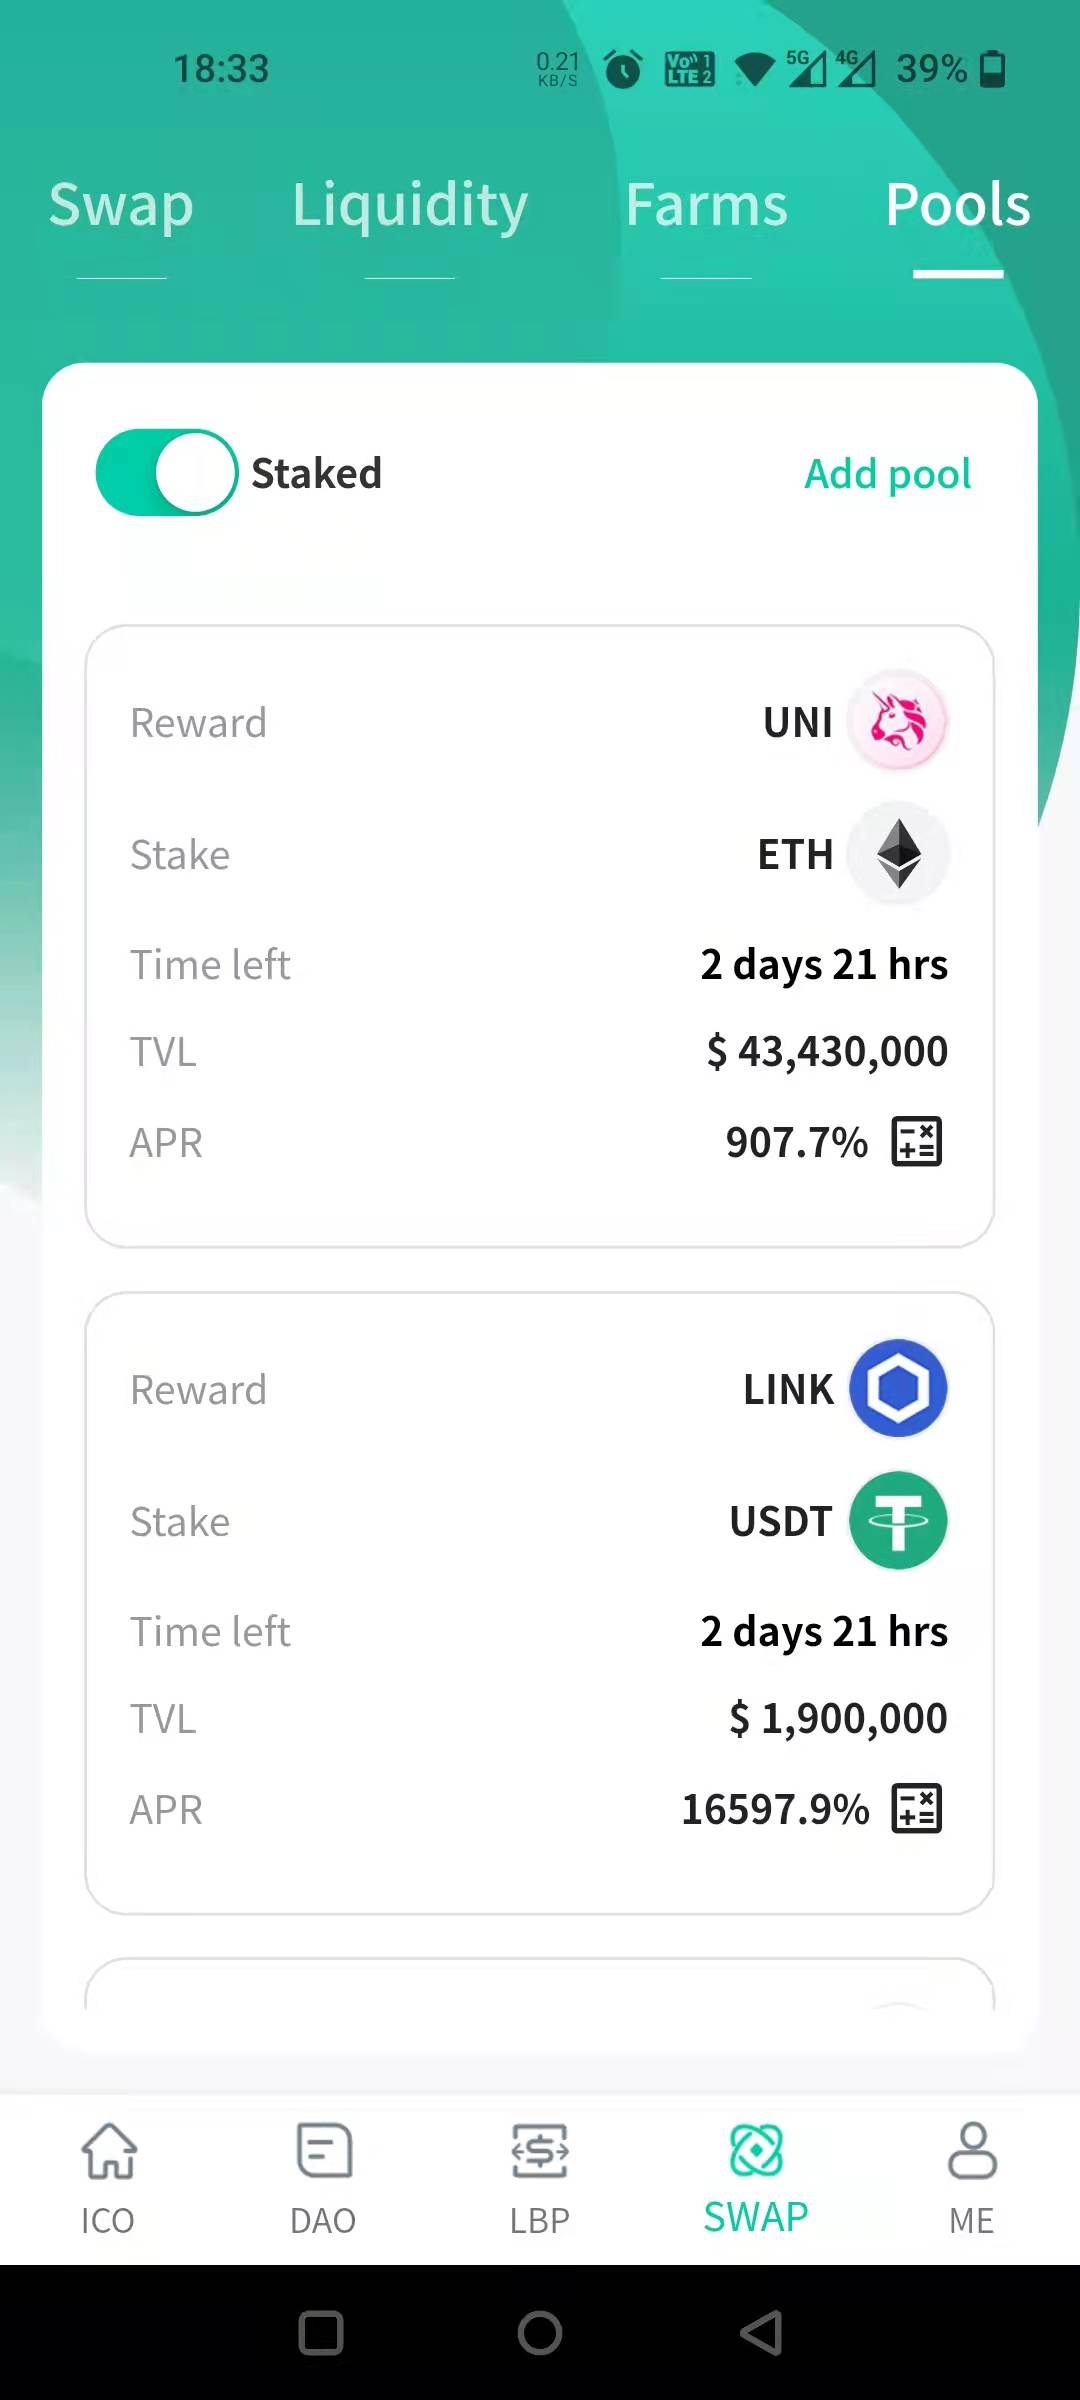 18:33 0.21 KB/S Vo)) 1 LTE 2 5G 4G 39%
Swap Liquidity Farms Pools
Staked Add pool
Reward UNI
Stake ETH
Time left 2 days 21 hrs
TVL $ 43,430,000
APR 907.7%
Reward LINK
Stake USDT
Time left 2 days 21 hrs
TVL $ 1,900,000
APR 16597.9%
ICO DAO LBP SWAP ME